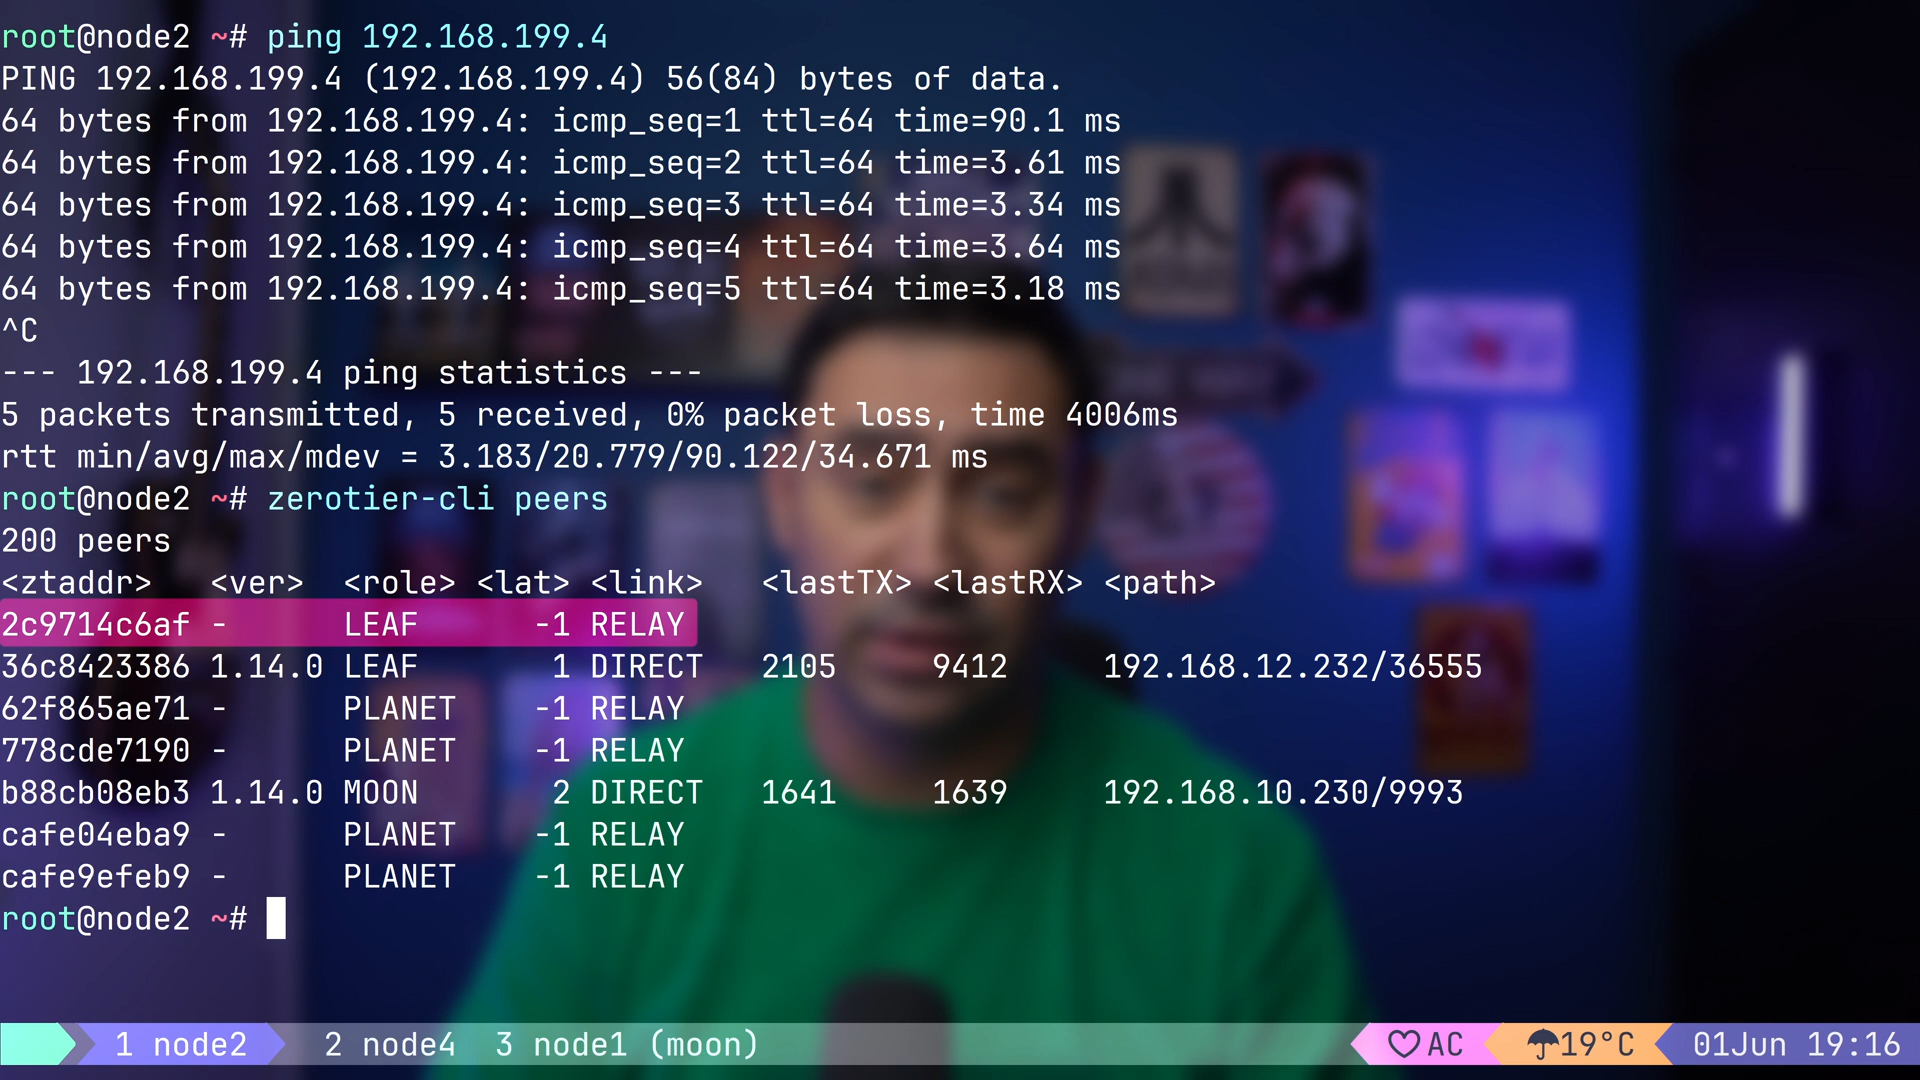 root@node2 ~# ping 192.168.199.4
PING 192.168.199.4 (192.168.199.4) 56(84) bytes of data.
64 bytes from 192.168.199.4: icmp_seq=1 ttl=64 time=90.1 ms
64 bytes from 192.168.199.4: icmp_seq=2 ttl=64 time=3.61 ms
64 bytes from 192.168.199.4: icmp_seq=3 ttl=64 time=3.34 ms
64 bytes from 192.168.199.4: icmp_seq=4 ttl=64 time=3.64 ms
64 bytes from 192.168.199.4: icmp_seq=5 ttl=64 time=3.18 ms
^C
--- 192.168.199.4 ping statistics ---
5 packets transmitted, 5 received, 0% packet loss, time 4006ms
rtt min/avg/max/mdev = 3.183/20.779/90.122/34.671 ms
root@node2 ~# zerotier-cli peers
200 peers
<ztaddr> <ver> <role> <lat> <link> <lastTX> <lastRX> <path>
2c9714c6af - LEAF -1 RELAY
36c8423386 1.14.0 LEAF 1 DIRECT 2105 9412 192.168.12.232/36555
62f865ae71 - PLANET -1 RELAY
778cde7190 - PLANET -1 RELAY
b88cb08eb3 1.14.0 MOON 2 DIRECT 1641 1639 192.168.10.230/9993
cafe04eba9 - PLANET -1 RELAY
cafe9efeb9 - PLANET -1 RELAY
root@node2 ~#
1 node2 2 node4 3 node1 (moon) AC 19°C 01Jun 19:16